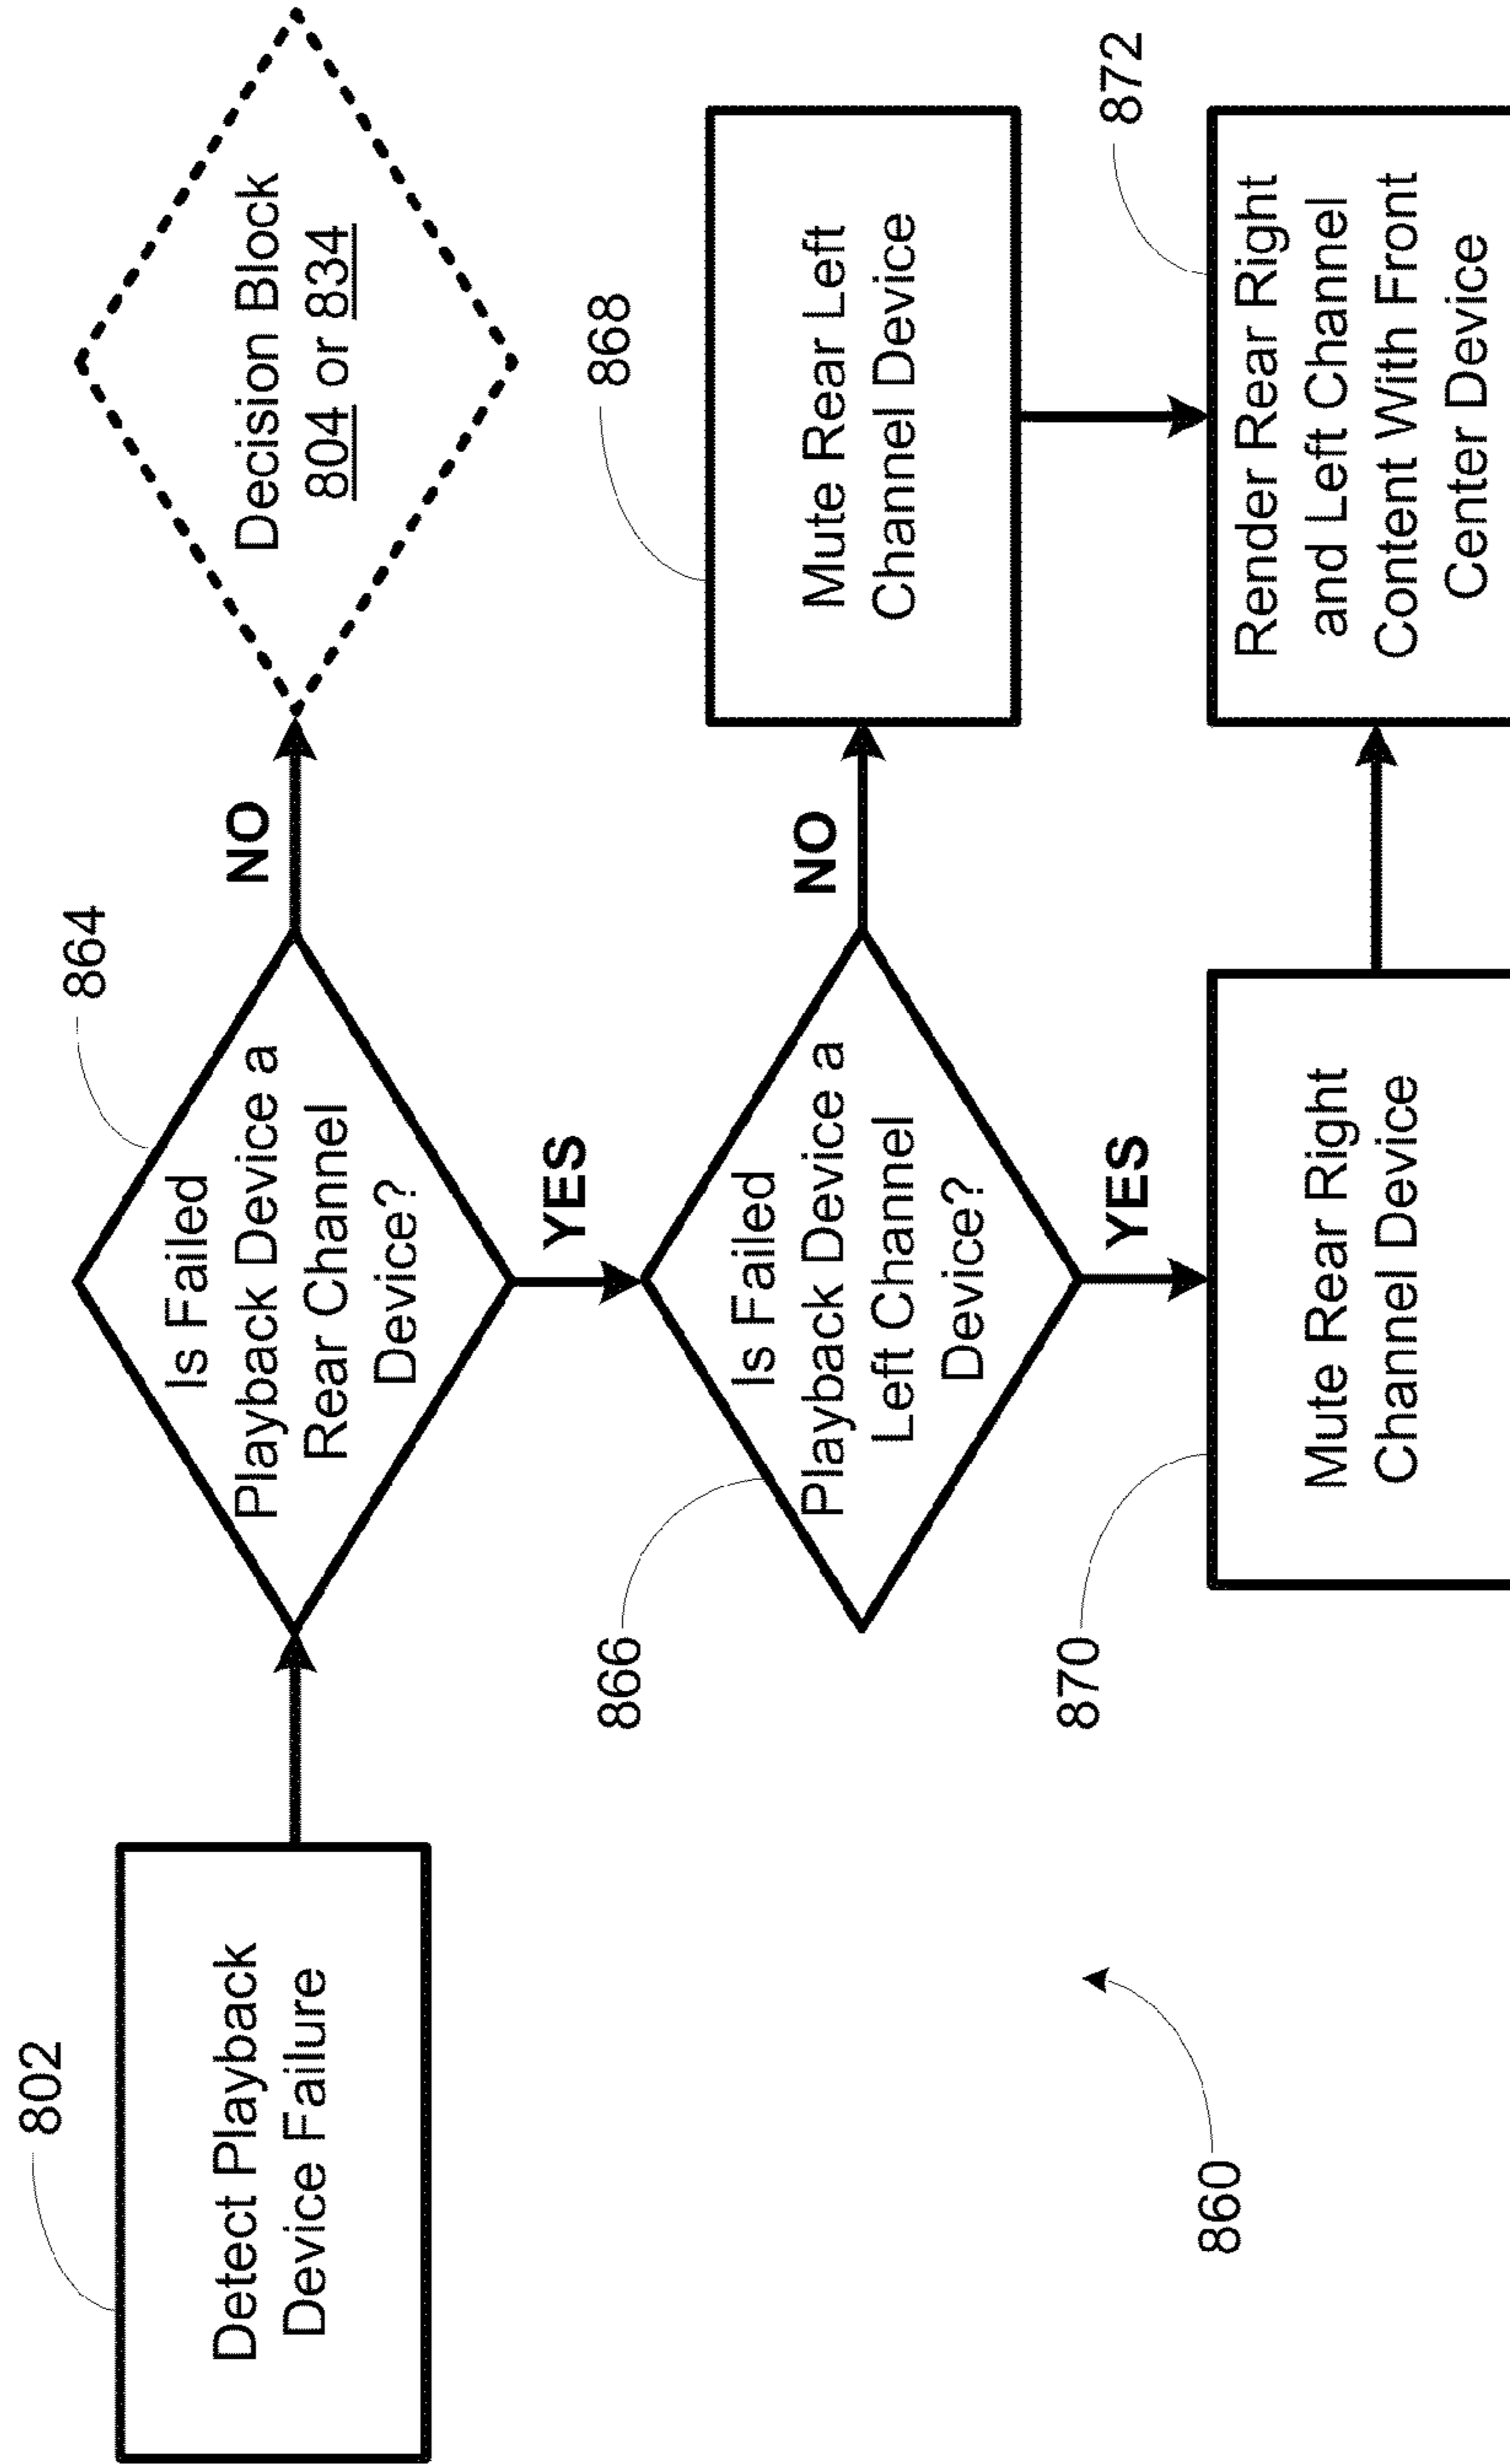 802
Detect Playback
Device Failure
864
Is Failed
Playback Device a
Rear Channel
Device?
NO
Decision Block
804 or 834
YES
866
Is Failed
Playback Device a
Left Channel
Device?
NO
868
Mute Rear Left
Channel Device
YES
870
Mute Rear Right
Channel Device
872
Render Rear Right
and Left Channel
Content With Front
Center Device
860